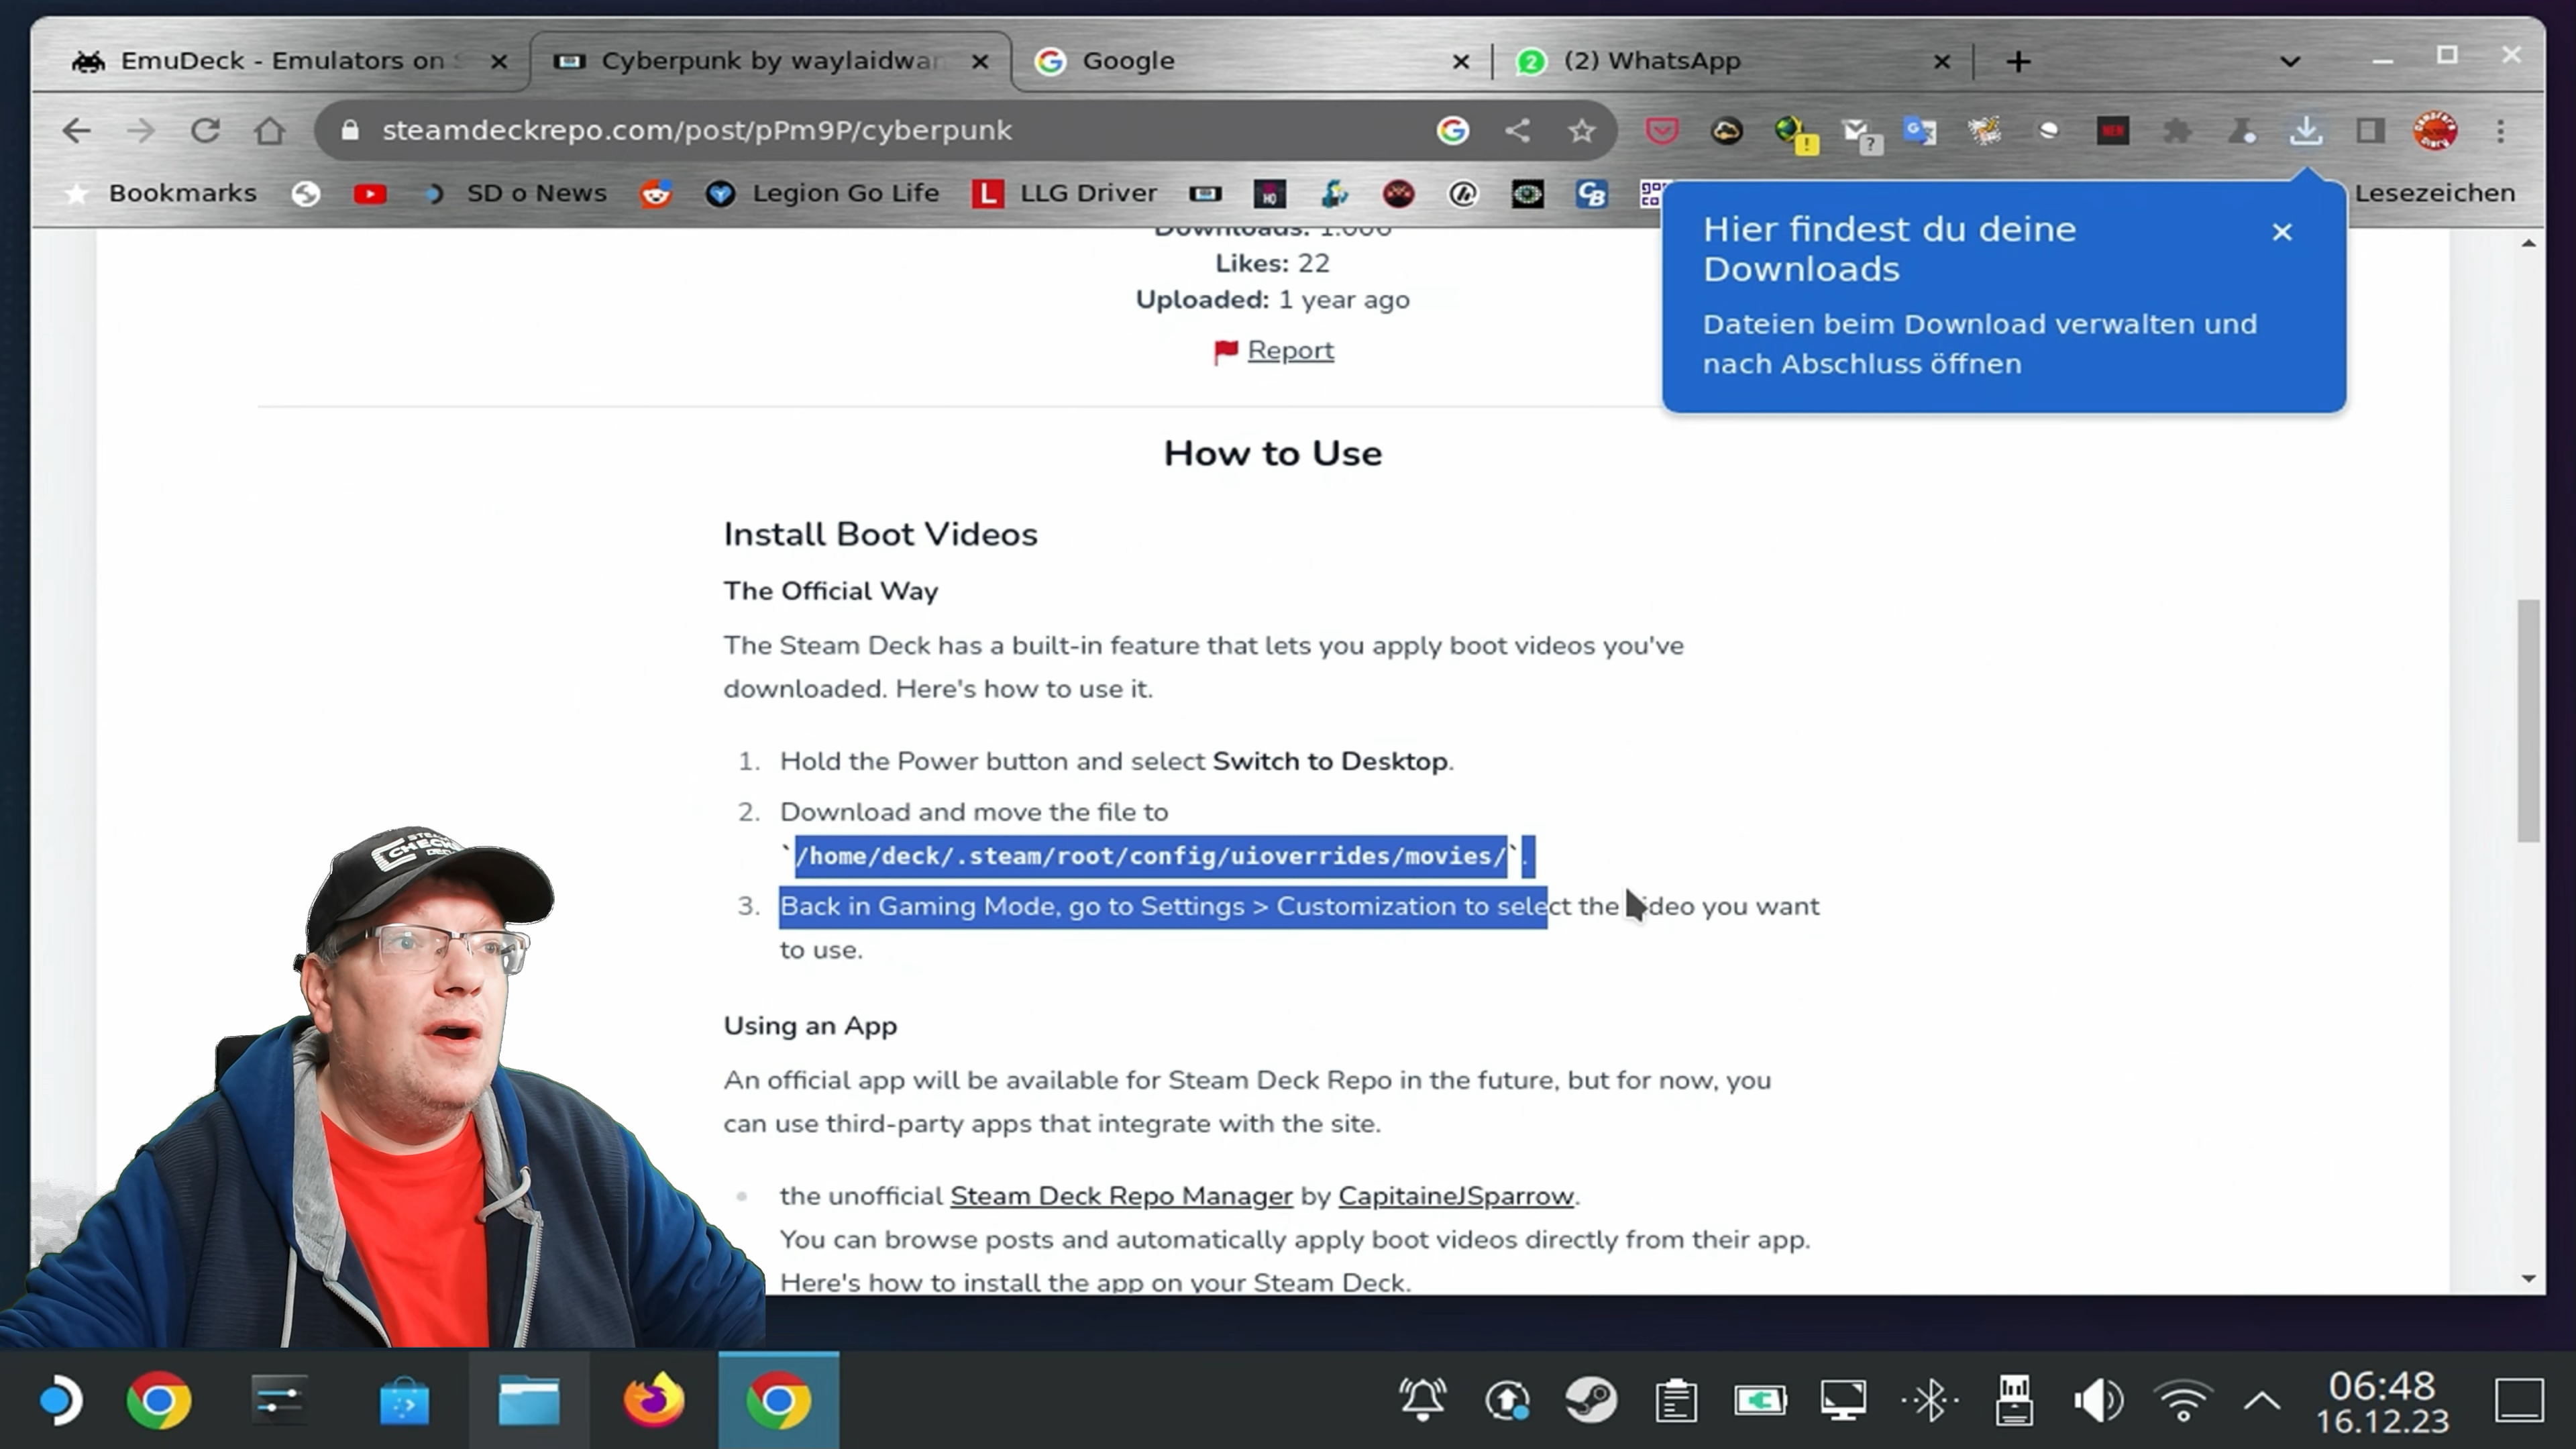 EmuDeck - Emulators on S
Cyberpunk by waylaidwan
Google
(2) WhatsApp
steamdeckrepo.com/post/pPm9P/cyberpunk
Bookmarks
SD o News
Legion Go Life
LLG Driver
Lesezeichen
Hier findest du deine
Downloads
Dateien beim Download verwalten und
nach Abschluss öffnen
Downloads: 1.006
Likes: 22
Uploaded: 1 year ago
Report
How to Use
Install Boot Videos
The Official Way
The Steam Deck has a built-in feature that lets you apply boot videos you've
downloaded. Here's how to use it.
1. Hold the Power button and select Switch to Desktop.
2. Download and move the file to
`/home/deck/.steam/root/config/uioverrides/movies/`.
3. Back in Gaming Mode, go to Settings > Customization to select the video you want
to use.
Using an App
An official app will be available for Steam Deck Repo in the future, but for now, you
can use third-party apps that integrate with the site.
the unofficial Steam Deck Repo Manager by CapitaineJSparrow.
You can browse posts and automatically apply boot videos directly from their app.
Here's how to install the app on your Steam Deck.
06:48
16.12.23